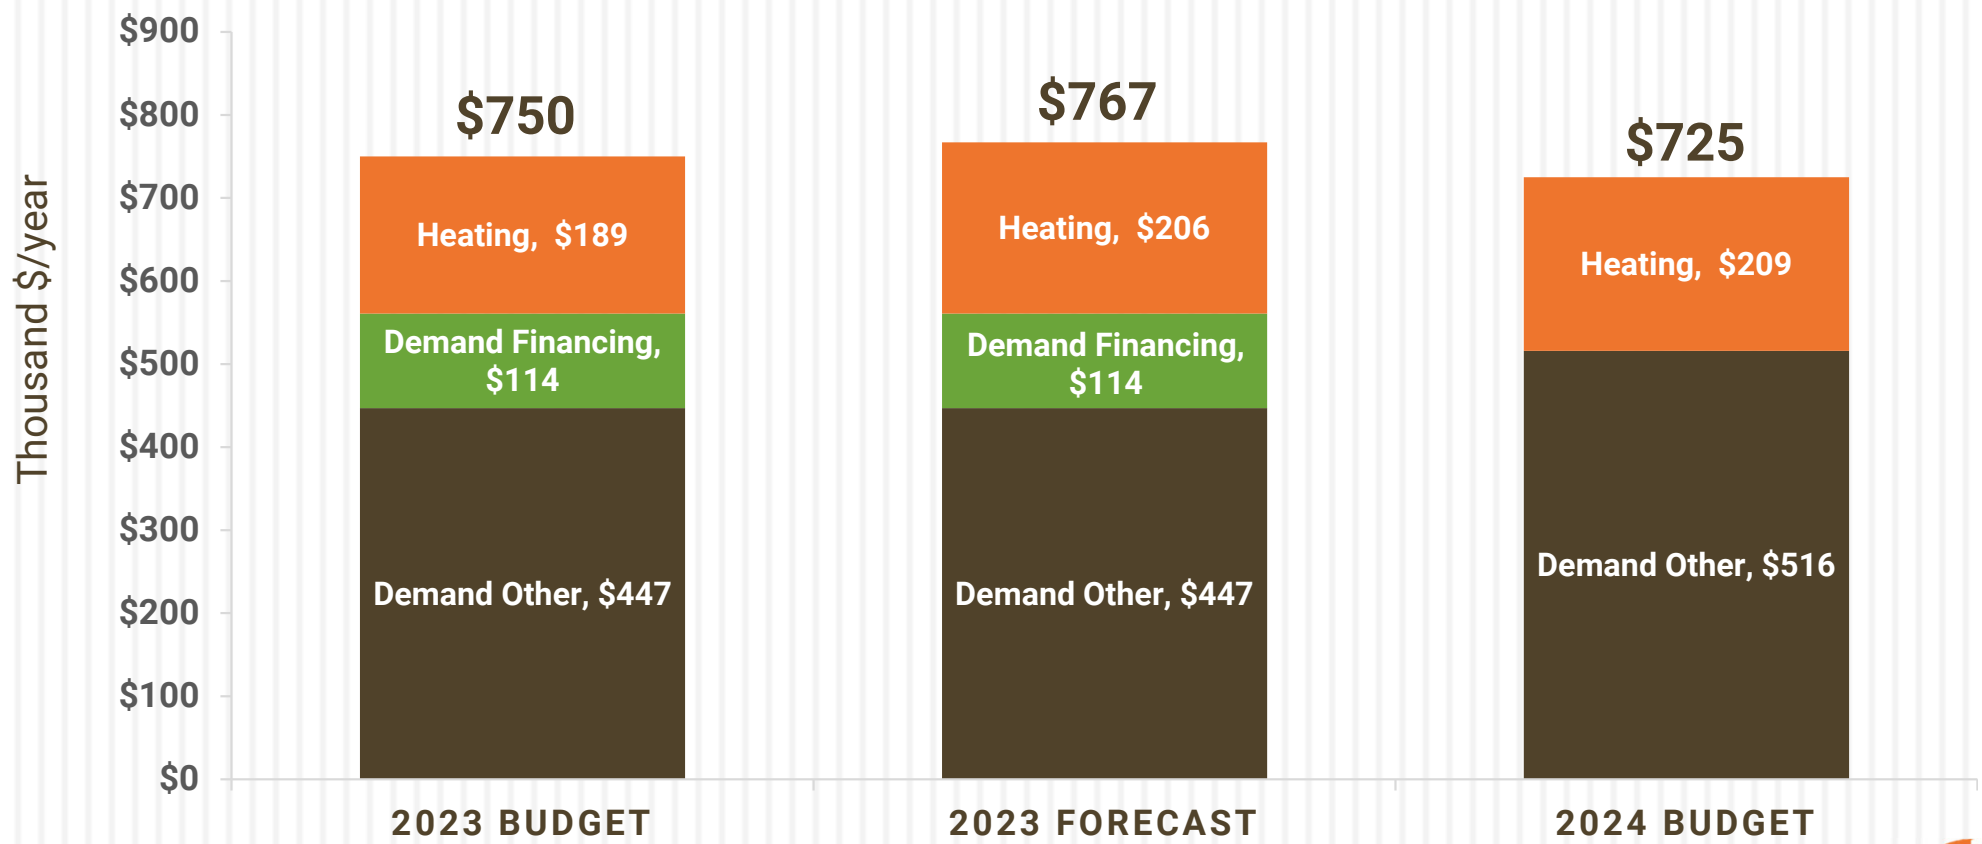 Thousand $/year
$900
$800
$700
$600
$500
$400
$300
$200
$100
$0
$750
Heating,  $189
Demand Financing,
$114
Demand Other, $447
2023 BUDGET
$767
Heating,  $206
Demand Financing,
$114
Demand Other, $447
2023 FORECAST
$725
Heating,  $209
Demand Other, $516
2024 BUDGET